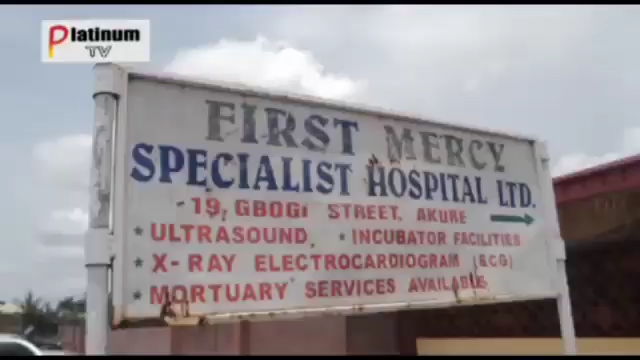 Platinum
TV
FIRST MERCY
SPECIALIST HOSPITAL LTD.
-19, GBOGI STREET, AKURE
* ULTRASOUND, * INCUBATOR FACILITIES
* X-RAY ELECTROCARDIOGRAM (E.C.G)
* MORTUARY SERVICES AVAILABLE